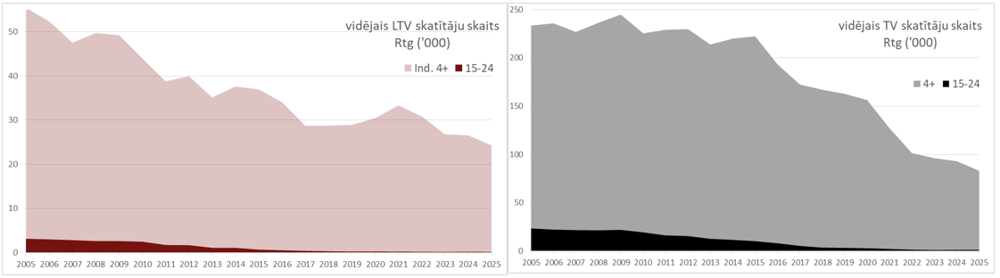 vidējais LTV skatītāju skaits
Rtg ('000)
Ind. 4+ 15-24
50
40
30
20
10
0
2005 2006 2007 2008 2009 2010 2011 2012 2013 2014 2015 2016 2017 2018 2019 2020 2021 2022 2023 2024 2025
vidējais TV skatītāju skaits
Rtg ('000)
4+ 15-24
250
200
150
100
50
0
2005 2006 2007 2008 2009 2010 2011 2012 2013 2014 2015 2016 2017 2018 2019 2020 2021 2022 2023 2024 2025